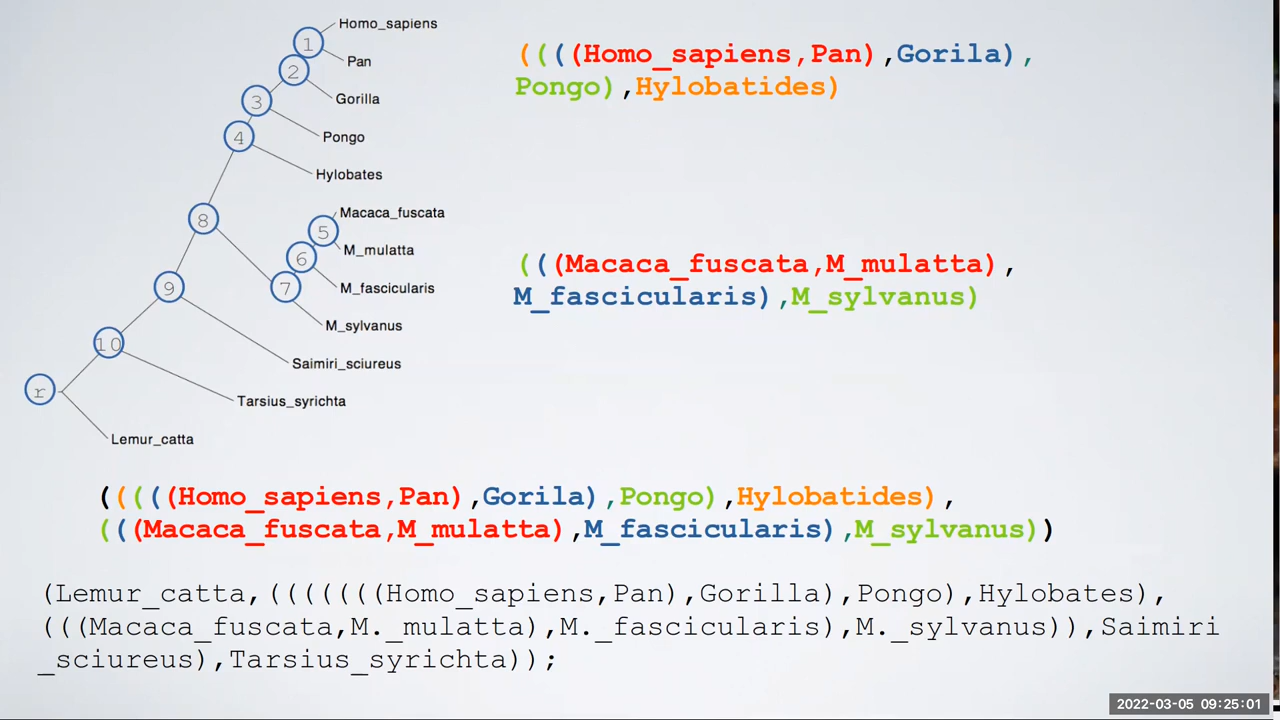 Homo_sapiens
1
Pan
2
Gorilla
3
Pongo
4
Hylobates
Macaca_fuscata
8
5
M_mulatta
6
M_fascicularis
7
9
M_sylvanus
10
Saimiri_sciureus
r
Tarsius_syrichta
Lemur_catta
((((Homo_sapiens,Pan),Gorila),
Pongo),Hylobatides)
(((Macaca_fuscata,M_mulatta),
M_fascicularis),M_sylvanus)
(((((Homo_sapiens,Pan),Gorila),Pongo),Hylobatides),
(((Macaca_fuscata,M_mulatta),M_fascicularis),M_sylvanus))
(Lemur_catta,(((((((Homo_sapiens,Pan),Gorilla),Pongo),Hylobates),
(((Macaca_fuscata,M._mulatta),M._fascicularis),M._sylvanus)),Saimiri
_sciureus),Tarsius_syrichta));
2022-03-05 09:25:01